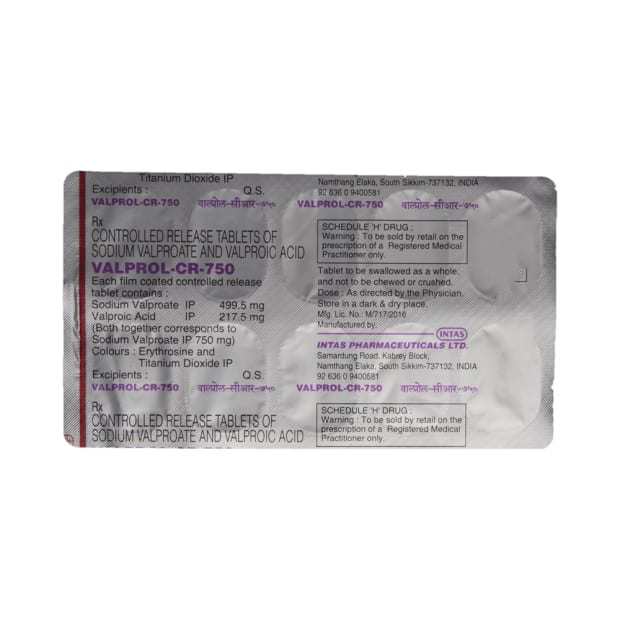 Titanium Dioxide IP
Excipients : Q.S.
VALPROL-CR-750 वाल्प्रोल-सीआर-७५०
Rx
CONTROLLED RELEASE TABLETS OF
SODIUM VALPROATE AND VALPROIC ACID
VALPROL-CR-750
Each film coated controlled release
tablet contains :
Sodium Valproate IP 499.5 mg
Valproic Acid IP 217.5 mg
(Both together corresponds to
Sodium Valproate IP 750 mg)
Colours : Erythrosine and
Titanium Dioxide IP
Excipients : Q.S.
VALPROL-CR-750 वाल्प्रोल-सीआर-७५०
Rx
CONTROLLED RELEASE TABLETS OF
SODIUM VALPROATE AND VALPROIC ACID
Namthang Elaka, South Sikkim-737132, INDIA
92 636 0 9400581
VALPROL-CR-750 वाल्प्रोल-सीआर-७५०
SCHEDULE 'H' DRUG :
Warning : To be sold by retail on the
prescription of a Registered Medical
Practitioner only.
Tablet to be swallowed as a whole,
and not to be chewed or crushed.
Dose : As directed by the Physician.
Store in a dark & dry place.
Mfg. Lic. No.: M/717/2016
Manufactured by:
INTAS
INTAS PHARMACEUTICALS LTD.
Samardung Road, Kabrey Block,
Namthang Elaka, South Sikkim-737132, INDIA
92 636 0 9400581
VALPROL-CR-750 वाल्प्रोल-सीआर-७५०
SCHEDULE 'H' DRUG :
Warning : To be sold by retail on the
prescription of a Registered Medical
Practitioner only.